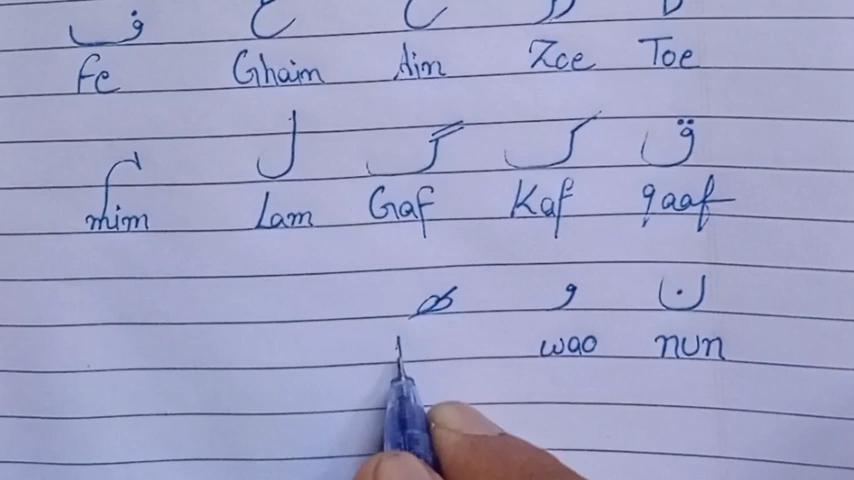 ف
Toe Zoe Ain Ghain Fe
ق ک گ ل م
qaaf Kaf Gaf Lam mim
ن و ھ
nun wao